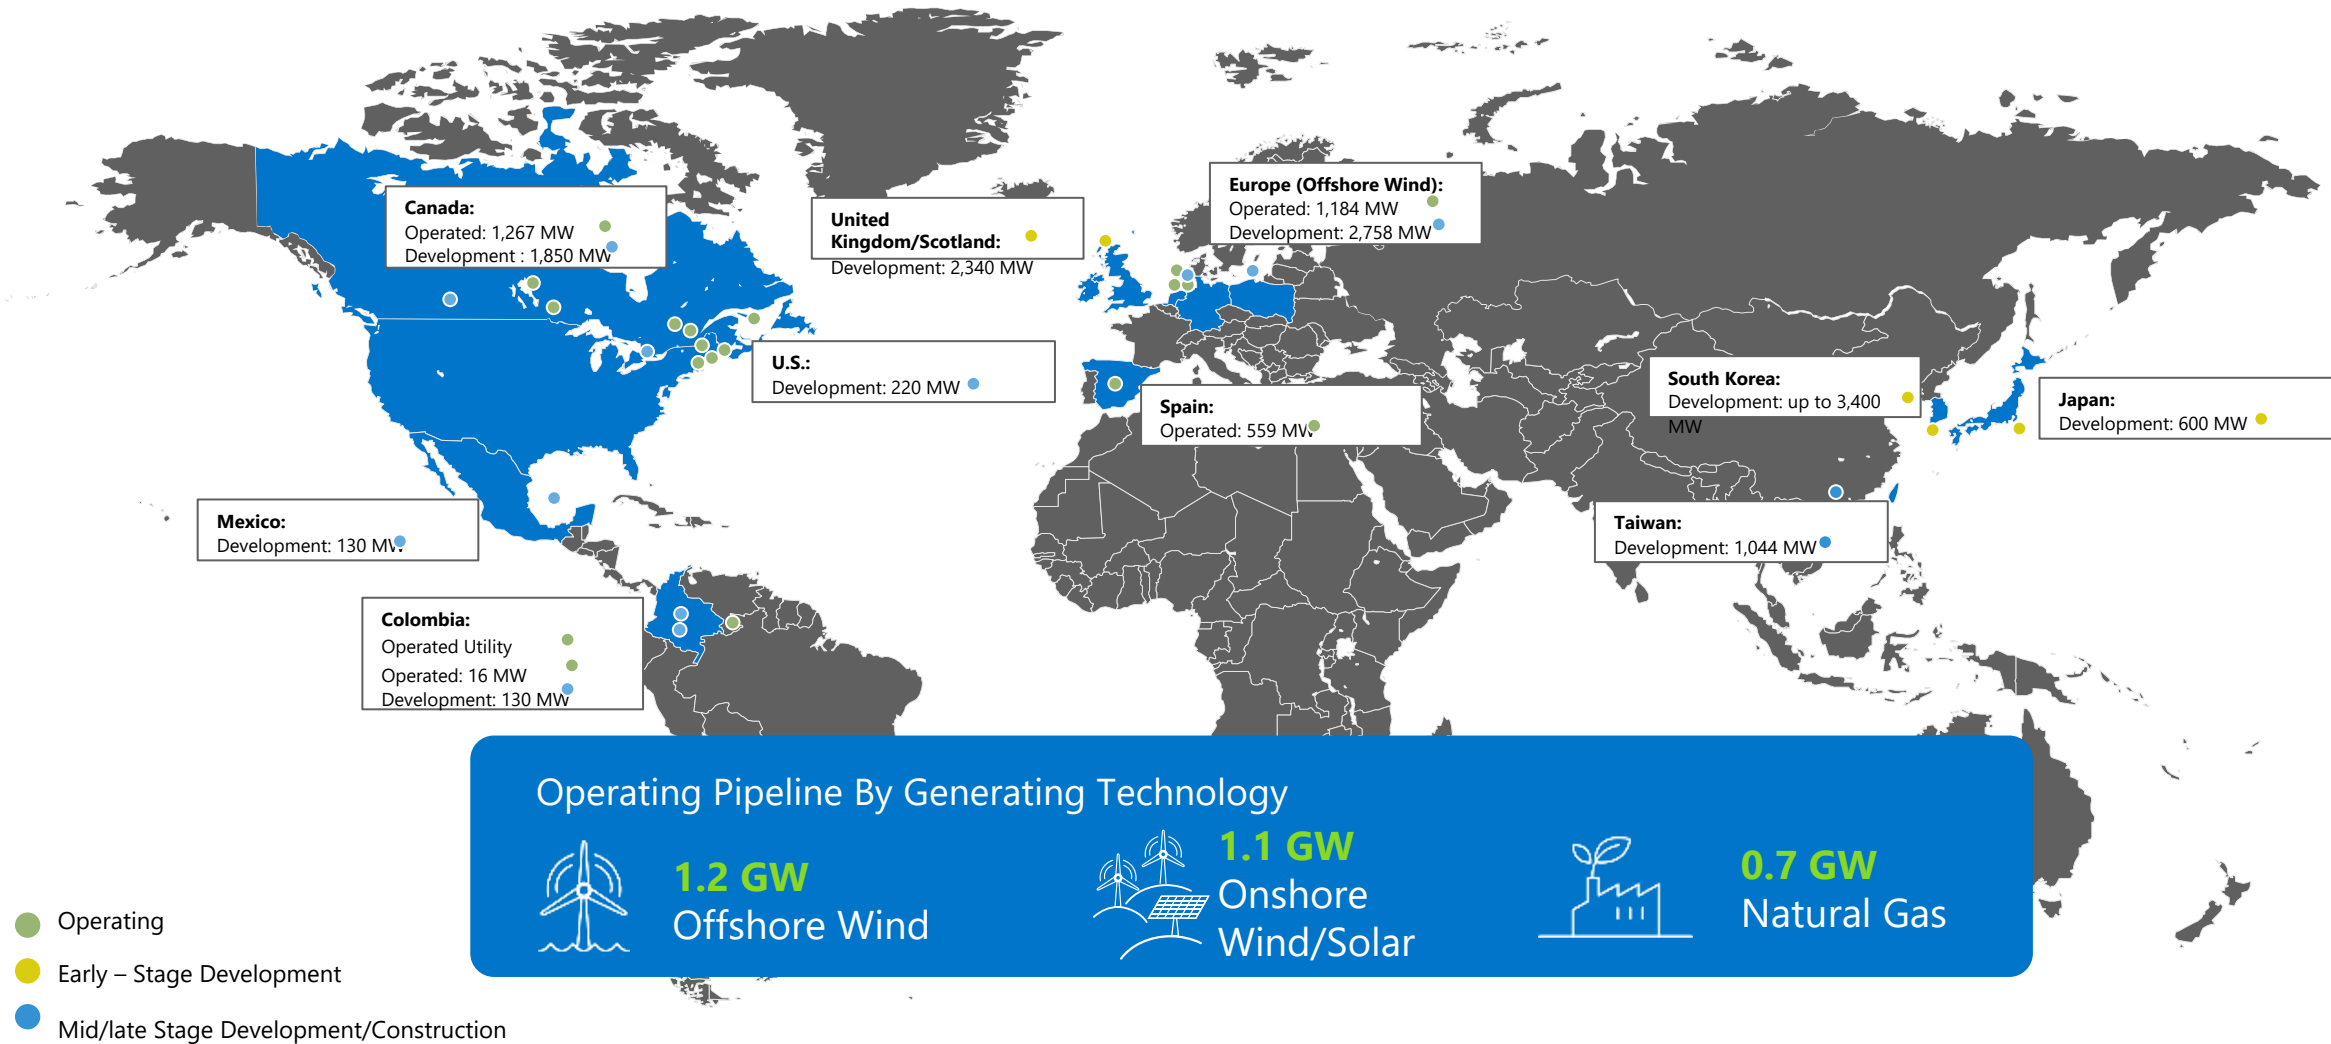 Canada:
Operated: 1,267 MW
Development : 1,850 MW
United
Kingdom/Scotland:
Development: 2,340 MW
Europe (Offshore Wind):
Operated: 1,184 MW
Development: 2,758 MW
U.S.:
Development: 220 MW
Spain:
Operated: 559 MW
South Korea:
Development: up to 3,400
MW
Japan:
Development: 600 MW
Mexico:
Development: 130 MW
Taiwan:
Development: 1,044 MW
Colombia:
Operated Utility
Operated: 16 MW
Development: 130 MW
Operating Pipeline By Generating Technology
1.2 GW
Offshore Wind
1.1 GW
Onshore
Wind/Solar
0.7 GW
Natural Gas
Operating
Early – Stage Development
Mid/late Stage Development/Construction